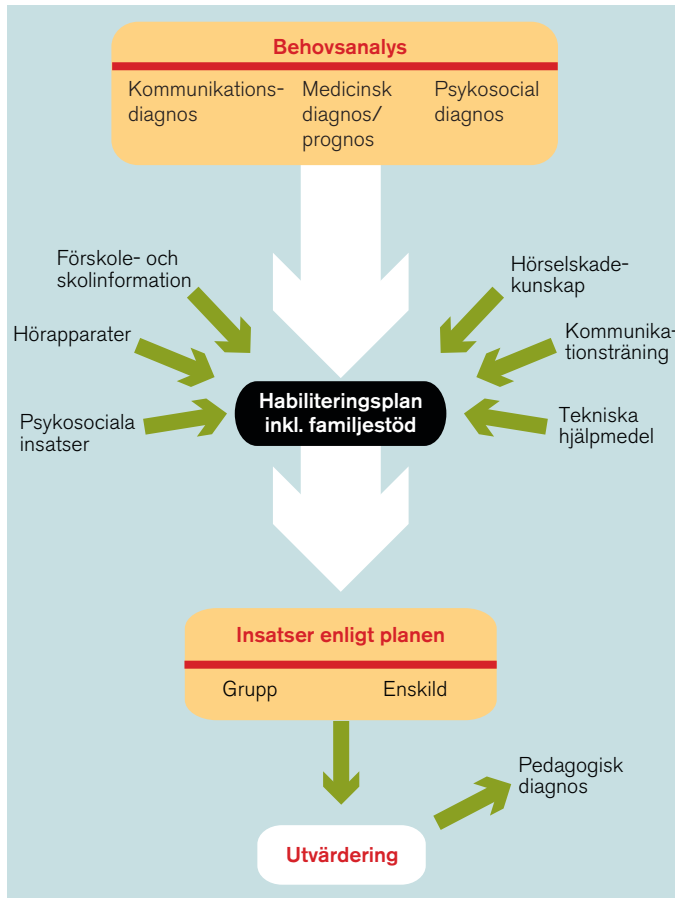 Behovsanalys
Kommunikations-
diagnos
Medicinsk
diagnos/
prognos
Psykosocial
diagnos
Förskole- och
skolinformation
Hörapparater
Psykosociala
insatser
Hörselskade-
kunskap
Kommunika-
tionsträning
Tekniska
hjälpmedel
Habiliteringsplan
inkl. familjestöd
Insatser enligt planen
Grupp
Enskild
Pedagogisk
diagnos
Utvärdering